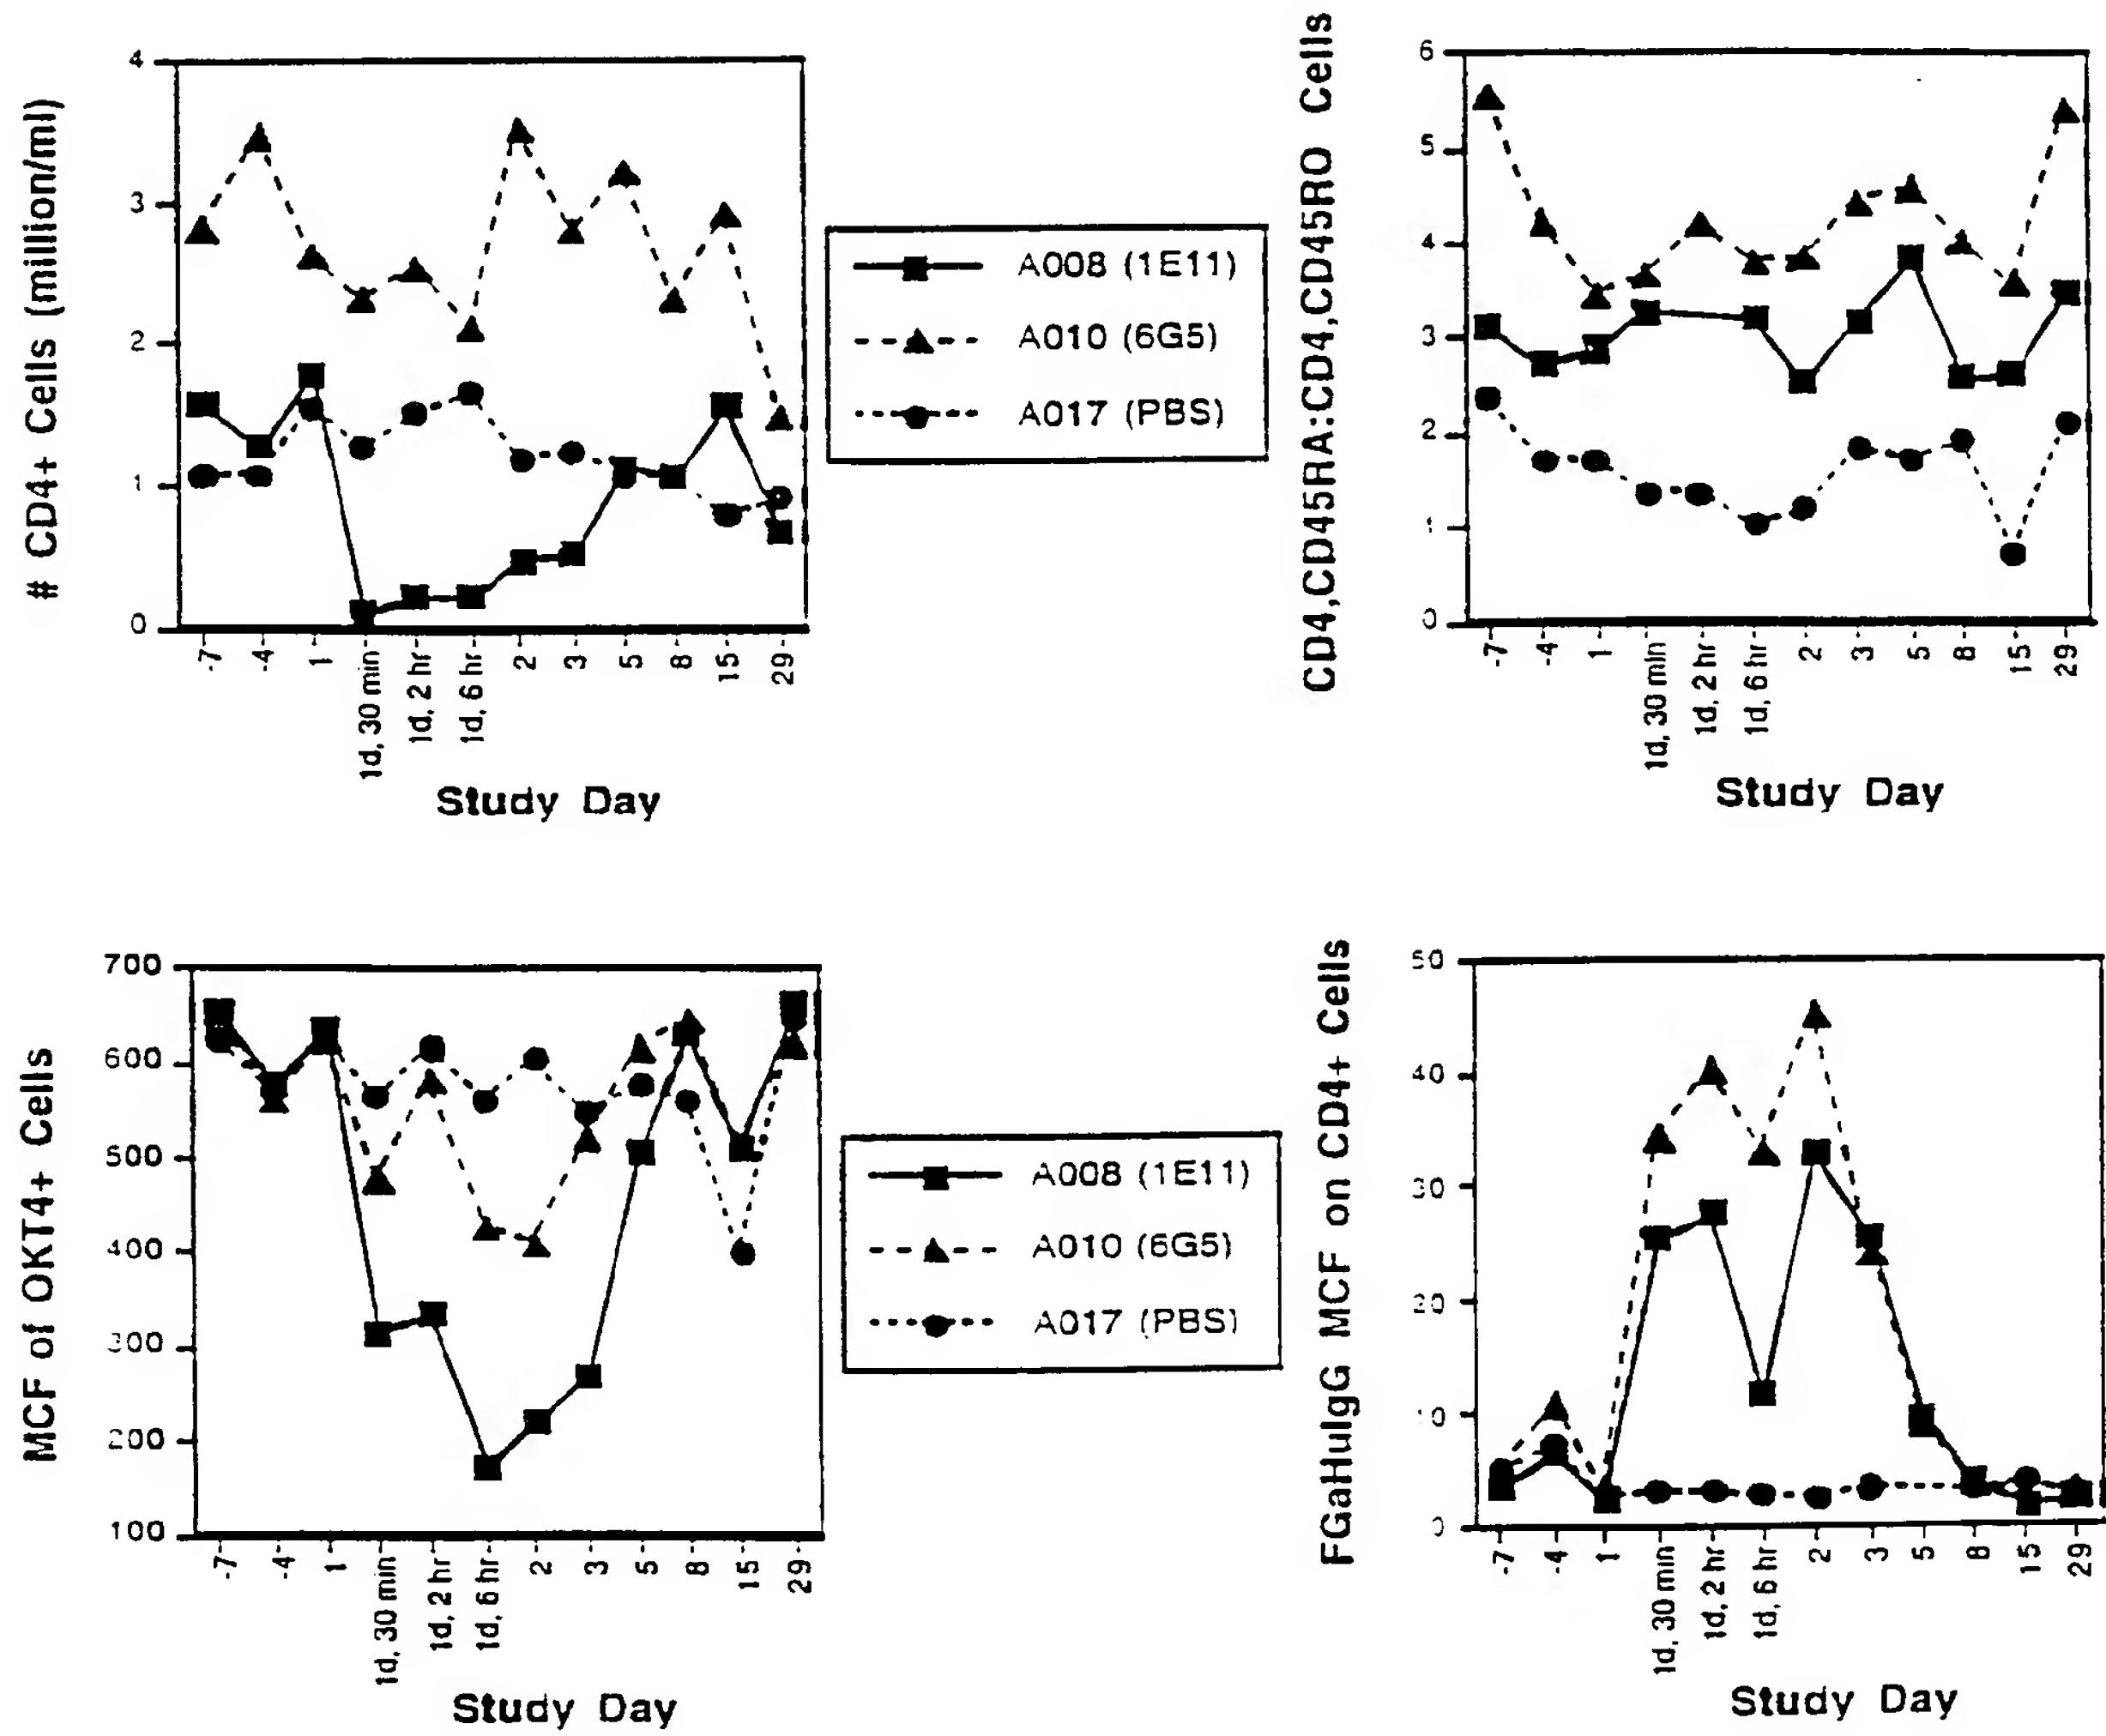 # CD4+ Cells (million/ml)
4
3
2
1
0
-7
-4
1
1d, 30 min
1d, 2 hr
1d, 6 hr
2
3
5
8
15
29
Study Day
A008 (1E11)
A010 (6G5)
A017 (PBS)
CD4,CD45RA:CD4,CD45RO Cells
6
5
4
3
2
1
0
-7
-4
1
1d, 30 min
1d, 2 hr
1d, 6 hr
2
3
5
8
15
29
Study Day
MCF of OKT4+ Cells
700
600
500
400
300
200
100
-7
-4
1
1d, 30 min
1d, 2 hr
1d, 6 hr
2
3
5
8
15
29
Study Day
A008 (1E11)
A010 (6G5)
A017 (PBS)
FGaHuIgG MCF on CD4+ Cells
50
40
30
20
10
0
-7
-4
1
1d, 30 min
1d, 2 hr
1d, 6 hr
2
3
5
8
15
29
Study Day